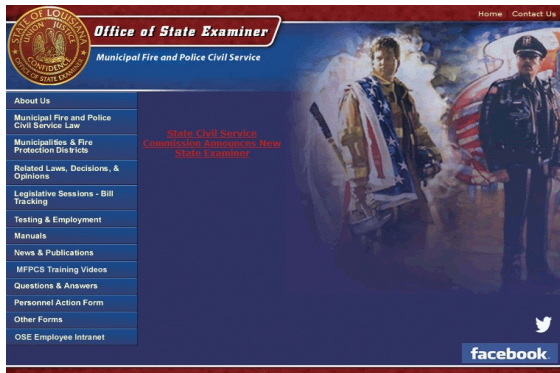 STATE OF LOUISIANA
UNION JUSTICE
CONFIDENCE
OFFICE OF STATE EXAMINER
Office of State Examiner
Municipal Fire and Police Civil Service
Home Contact Us
About Us
Municipal Fire and Police
Civil Service Law
Municipalities & Fire
Protection Districts
Related Laws, Decisions, &
Opinions
Legislative Sessions - Bill
Tracking
Testing & Employment
Manuals
News & Publications
MFPCS Training Videos
Questions & Answers
Personnel Action Form
Other Forms
OSE Employee Intranet
State Civil Service
Commission Announces New
State Examiner
facebook